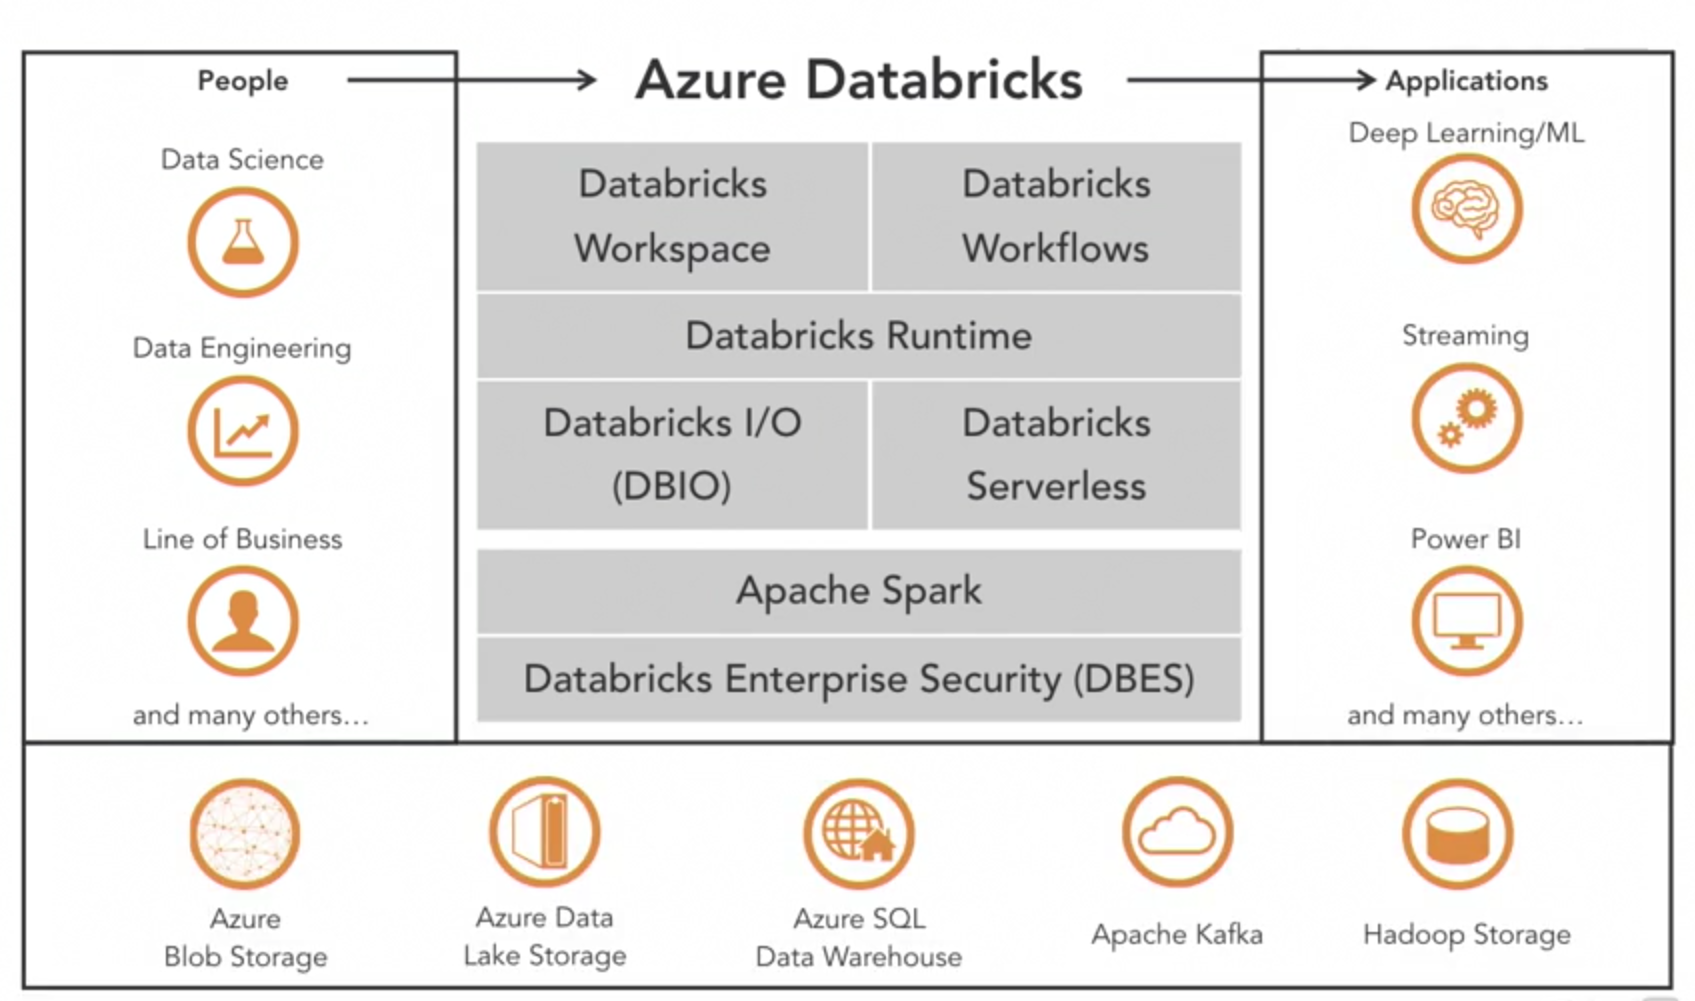 People
Azure Databricks
Applications
Data Science
Data Engineering
Line of Business
and many others...
Databricks
Workspace
Databricks
Workflows
Databricks Runtime
Databricks I/O
(DBIO)
Databricks
Serverless
Apache Spark
Databricks Enterprise Security (DBES)
Deep Learning/ML
Streaming
Power BI
and many others...
Azure
Blob Storage
Azure Data
Lake Storage
Azure SQL
Data Warehouse
Apache Kafka
Hadoop Storage